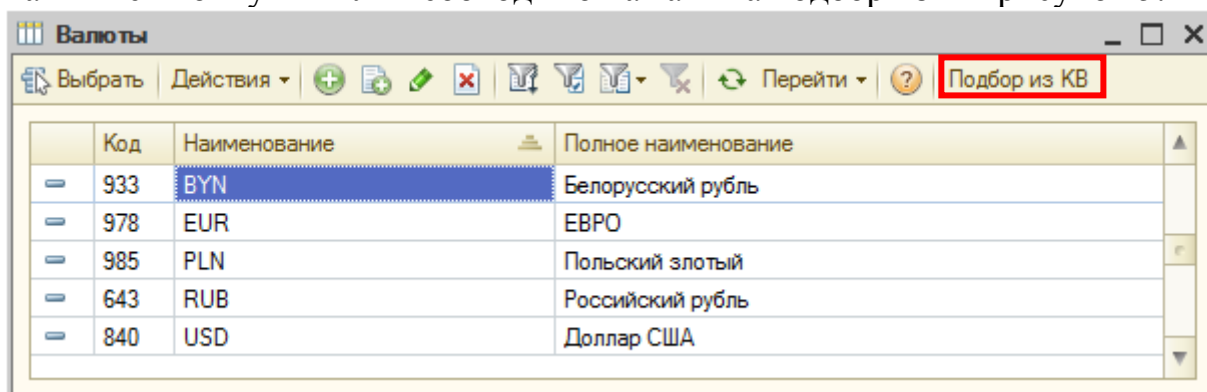 Валюты
Выбрать Действия Перейти Подбор из КВ
Код Наименование Полное наименование
933 BYN Белорусский рубль
978 EUR ЕВРО
985 PLN Польский злотый
643 RUB Российский рубль
840 USD Доллар США